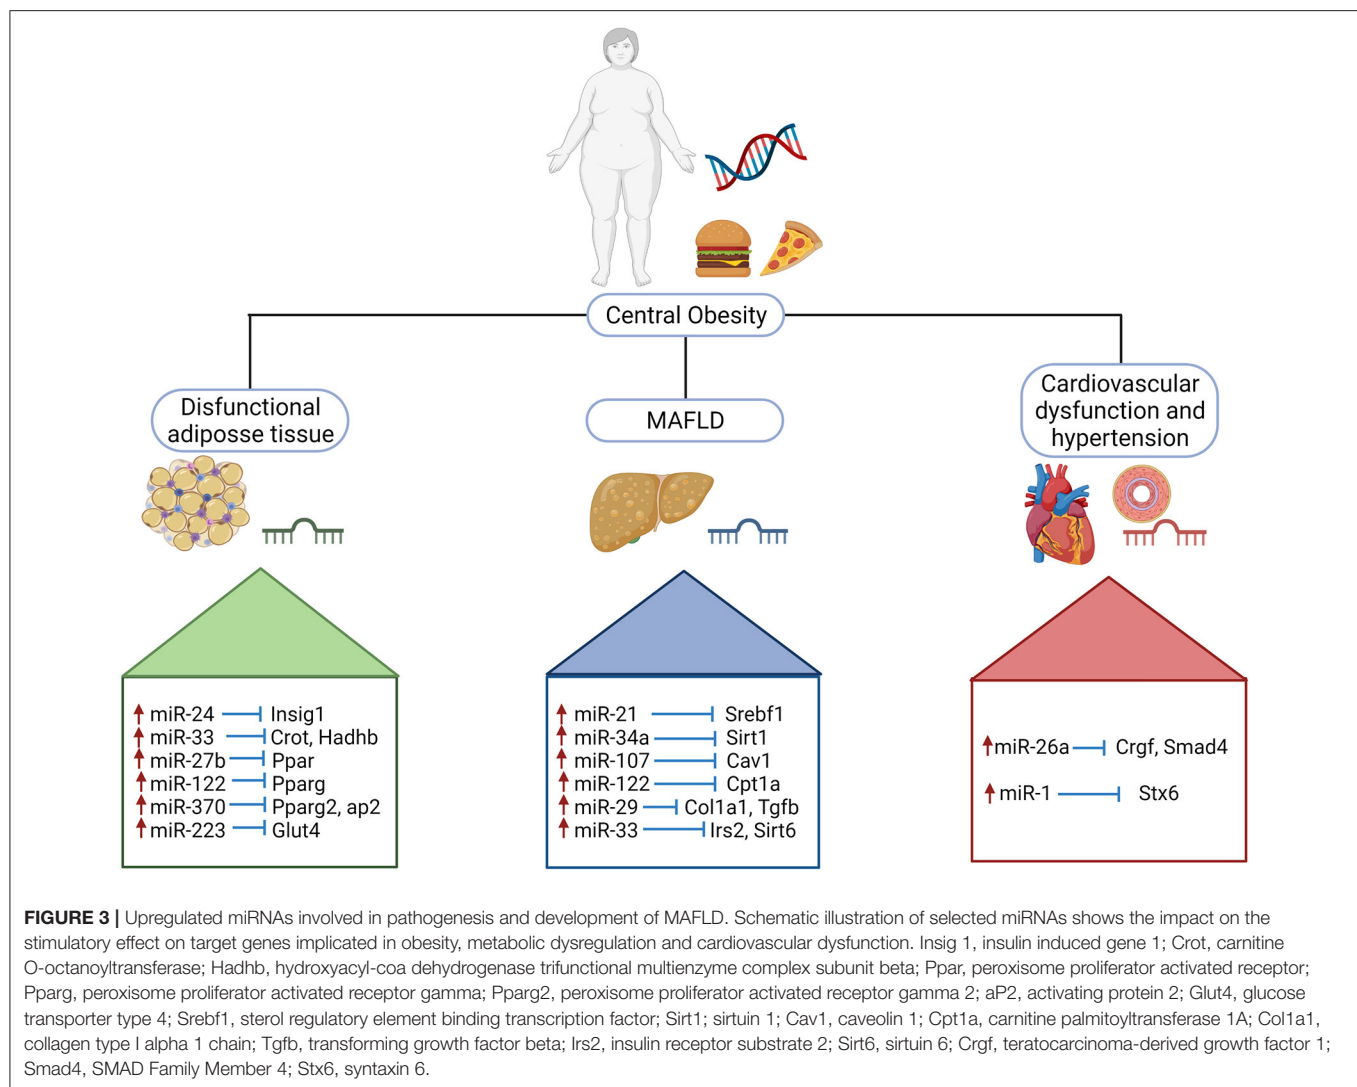 Central Obesity
Disfunctional
adiposse tissue
MAFLD
Cardiovascular
dysfunction and
hypertension
miR-24 Insig1
miR-33 Crot, Hadhb
miR-27b Ppar
miR-122 Pparg
miR-370 Pparg2, ap2
miR-223 Glut4
miR-21 Srebf1
miR-34a Sirt1
miR-107 Cav1
miR-122 Cpt1a
miR-29 Col1a1, Tgfb
miR-33 Irs2, Sirt6
miR-26a Crgf, Smad4
miR-1 Stx6
FIGURE 3 | Upregulated miRNAs involved in pathogenesis and development of MAFLD. Schematic illustration of selected miRNAs shows the impact on the
stimulatory effect on target genes implicated in obesity, metabolic dysregulation and cardiovascular dysfunction. Insig 1, insulin induced gene 1; Crot, carnitine
O-octanoyltransferase; Hadhb, hydroxyacyl-coa dehydrogenase trifunctional multienzyme complex subunit beta; Ppar, peroxisome proliferator activated receptor;
Pparg, peroxisome proliferator activated receptor gamma; Pparg2, peroxisome proliferator activated receptor gamma 2; aP2, activating protein 2; Glut4, glucose
transporter type 4; Srebf1, sterol regulatory element binding transcription factor; Sirt1; sirtuin 1; Cav1, caveolin 1; Cpt1a, carnitine palmitoyltransferase 1A; Col1a1,
collagen type I alpha 1 chain; Tgfb, transforming growth factor beta; Irs2, insulin receptor substrate 2; Sirt6, sirtuin 6; Crgf, teratocarcinoma-derived growth factor 1;
Smad4, SMAD Family Member 4; Stx6, syntaxin 6.